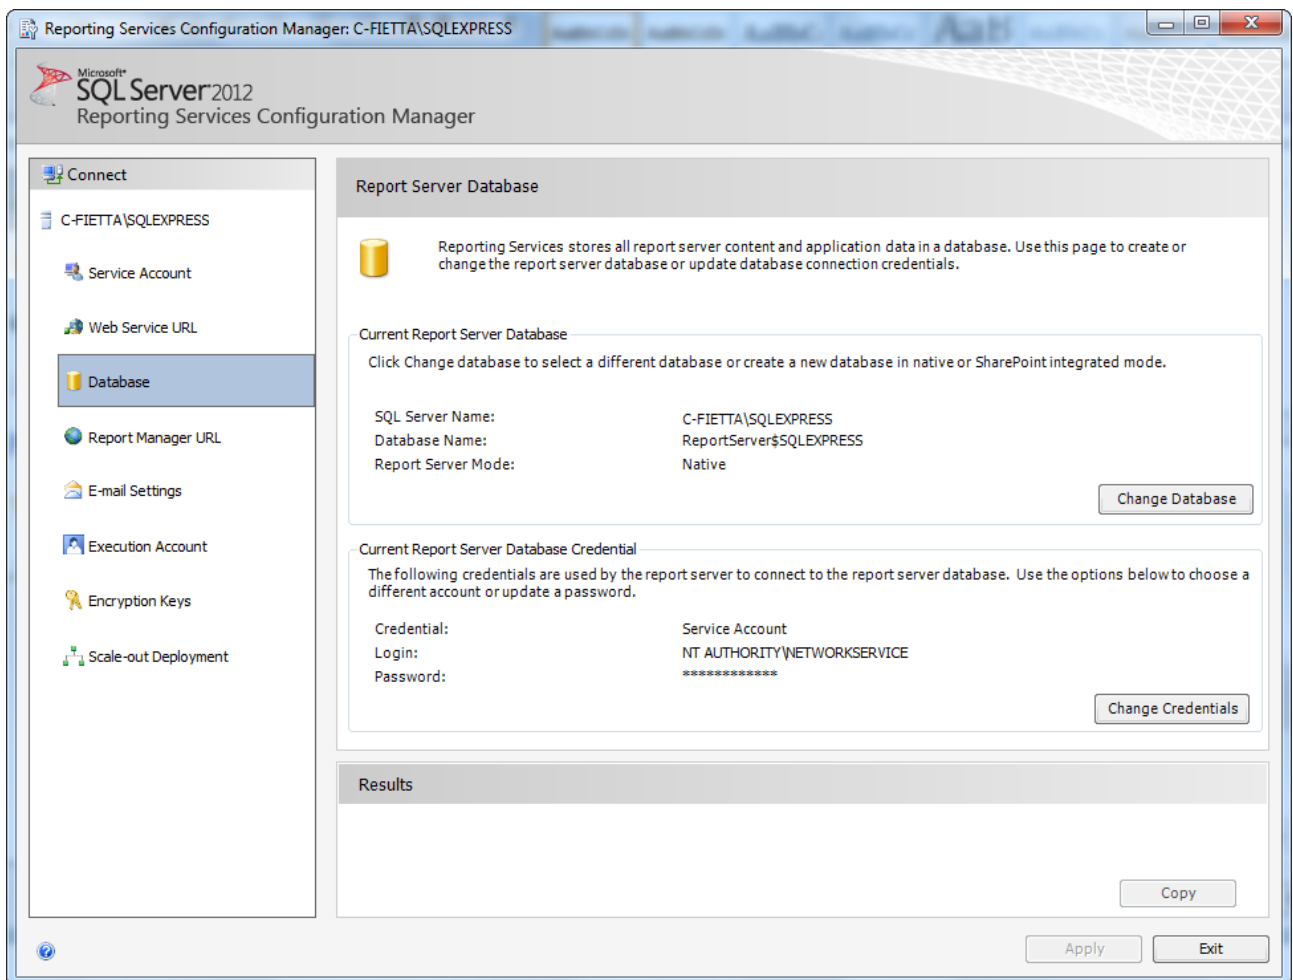 Reporting Services Configuration Manager: C-FIETTA\SQLEXPRESS
Microsoft®
SQL Server 2012
Reporting Services Configuration Manager
Connect
C-FIETTA\SQLEXPRESS
Service Account
Web Service URL
Database
Report Manager URL
E-mail Settings
Execution Account
Encryption Keys
Scale-out Deployment
Report Server Database
Reporting Services stores all report server content and application data in a database. Use this page to create or
change the report server database or update database connection credentials.
Current Report Server Database
Click Change database to select a different database or create a new database in native or SharePoint integrated mode.
SQL Server Name: C-FIETTA\SQLEXPRESS
Database Name: ReportServer$SQLEXPRESS
Report Server Mode: Native
Change Database
Current Report Server Database Credential
The following credentials are used by the report server to connect to the report server database. Use the options below to choose a
different account or update a password.
Credential: Service Account
Login: NT AUTHORITY\NETWORKSERVICE
Password: ************
Change Credentials
Results
Copy
Apply
Exit